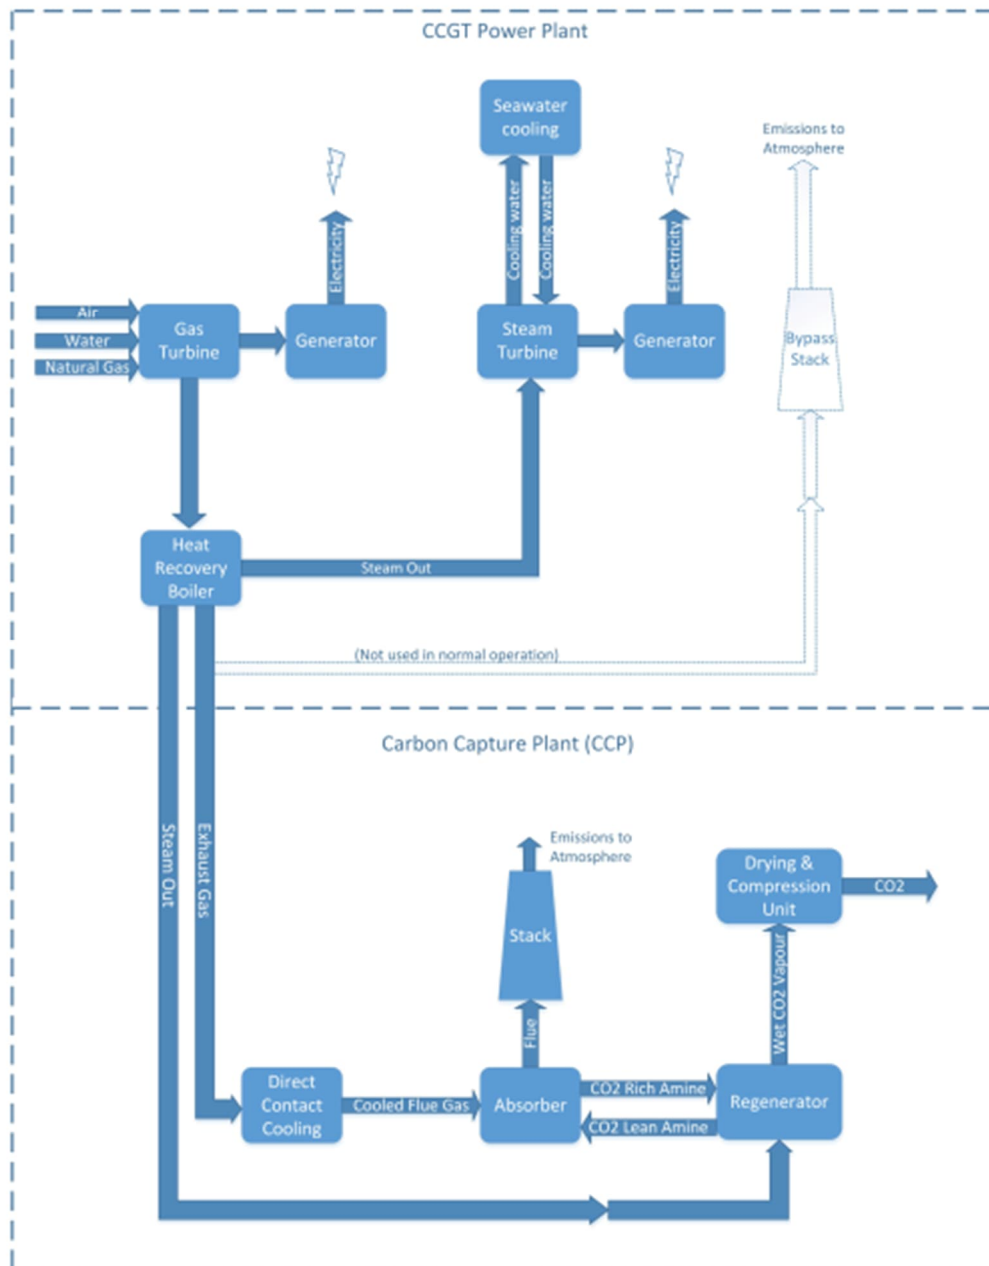 CCGT Power Plant
Seawater
cooling
Emissions to
Atmosphere
Electricity
Cooling water
Cooling water
Electricity
Air
Water
Natural Gas
Gas
Turbine
Generator
Steam
Turbine
Generator
Bypass
Stack
Heat
Recovery
Boiler
Steam Out
(Not used in normal operation)
Carbon Capture Plant (CCP)
Steam Out
Exhaust Gas
Emissions to
Atmosphere
Stack
Drying &
Compression
Unit
CO2
Wet CO2 Vapour
Flue
Direct
Contact
Cooling
Cooled Flue Gas
Absorber
CO2 Rich Amine
CO2 Lean Amine
Regenerator